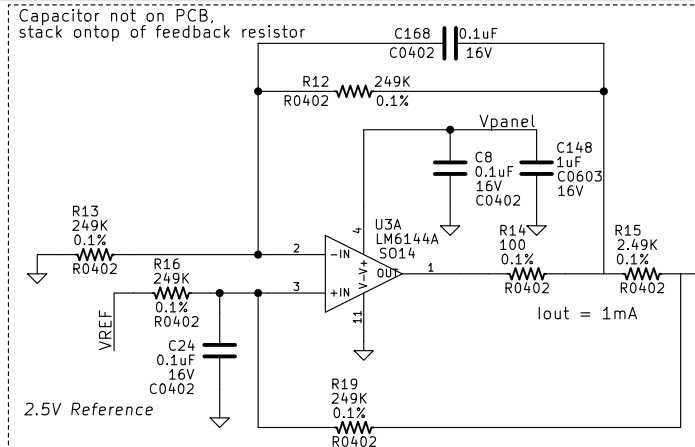 Capacitor not on PCB,
stack ontop of feedback resistor
C168 0.1uF
C0402 16V
R12 249K
R0402 0.1%
Vpanel
C8
0.1uF
16V
C0402
C148
1uF
C0603
16V
R13
249K
0.1%
R0402
2
4
U3A
LM6144A
SO14
-IN
V+
OUT
1
R14
100
0.1%
R0402
R15
2.49K
0.1%
R0402
R16
249K
0.1%
R0402
3
+IN
V-
11
VREF
Iout = 1mA
C24
0.1uF
16V
C0402
2.5V Reference
R19
249K
0.1%
R0402